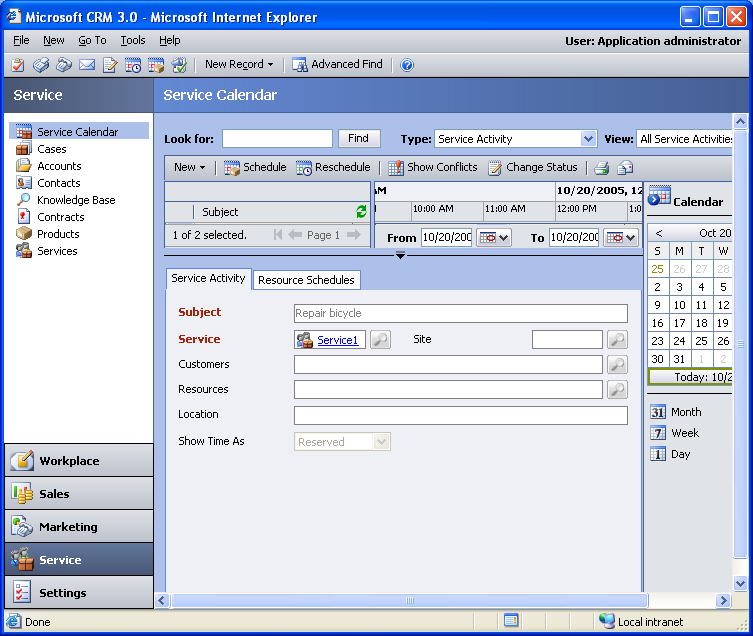 Microsoft CRM 3.0 - Microsoft Internet Explorer
File New Go To Tools Help User: Application administrator
New Record Advanced Find
Service
Service Calendar
Service Calendar
Cases
Accounts
Contacts
Knowledge Base
Contracts
Products
Services
Workplace
Sales
Marketing
Service
Settings
Look for: Find Type: Service Activity View: All Service Activities
New Schedule Reschedule Show Conflicts Change Status
AM 10/20/2005, 12
Subject 10:00 AM 11:00 AM 12:00 PM 1:0
1 of 2 selected. Page 1 From 10/20/200 To 10/20/200
Service Activity Resource Schedules
Subject Repair bicycle
Service Service1 Site
Customers
Resources
Location
Show Time As Reserved
Calendar
< Oct 20
S M T W
25 26 27 28
2 3 4 5
9 10 11 12
16 17 18 19
23 24 25 26
30 31 1 2
Today: 10/2
31 Month
7 Week
1 Day
Done Local intranet